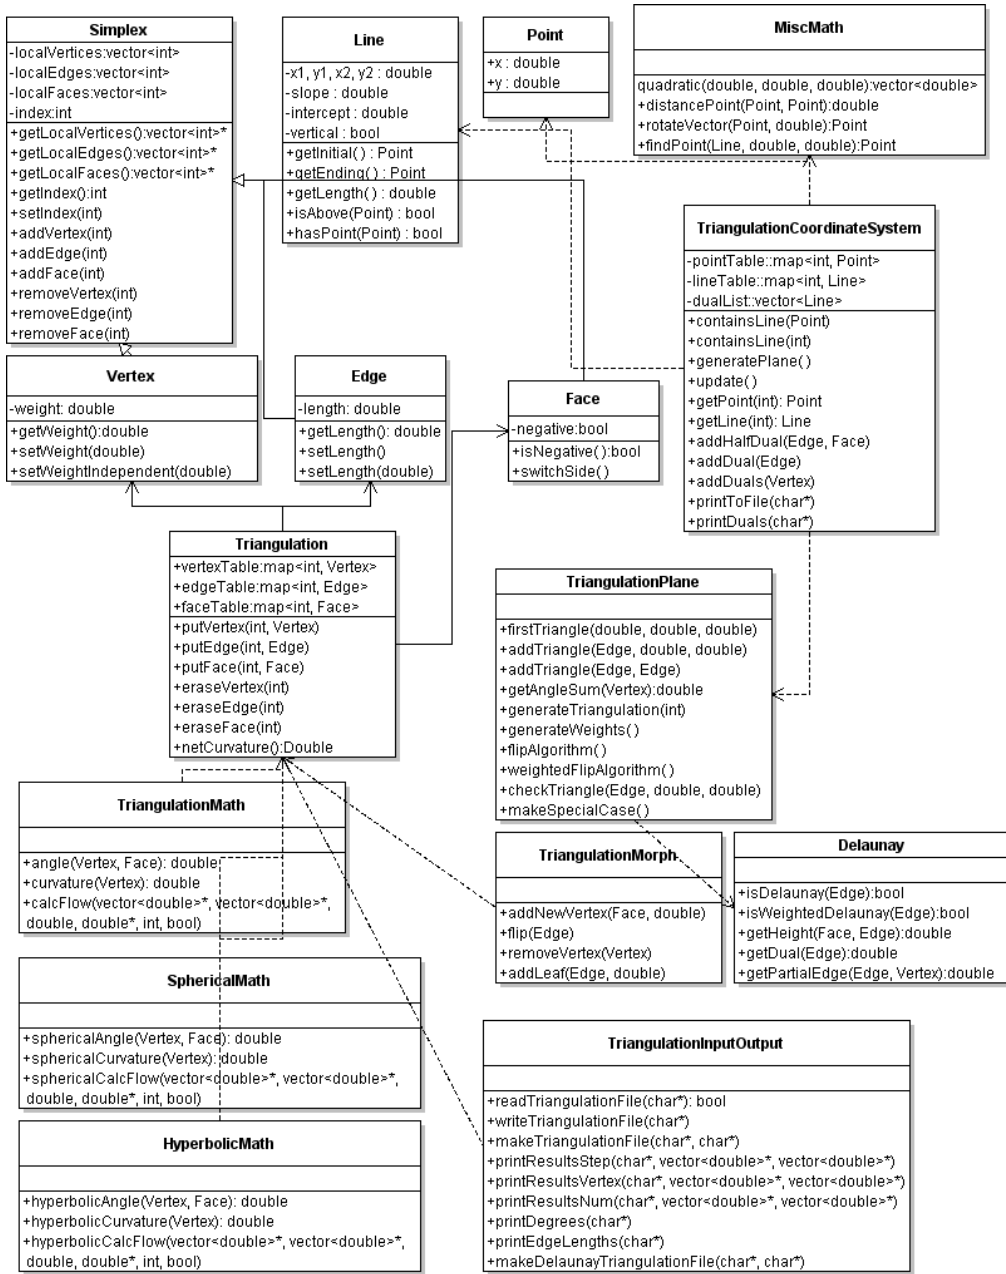 Simplex
-localVertices:vector<int>
-localEdges:vector<int>
-localFaces:vector<int>
-index:int
+getLocalVertices():vector<int>*
+getLocalEdges():vector<int>*
+getLocalFaces():vector<int>*
+getIndex():int
+setIndex(int)
+addVertex(int)
+addEdge(int)
+addFace(int)
+removeVertex(int)
+removeEdge(int)
+removeFace(int)
Line
-x1, y1, x2, y2 : double
-slope : double
-intercept : double
-vertical : bool
+getInitial() : Point
+getEnding() : Point
+getLength() : double
+isAbove(Point) : bool
+hasPoint(Point) : bool
Point
+x : double
+y : double
MiscMath
quadratic(double, double, double):vector<double>
+distancePoint(Point, Point):double
+rotateVector(Point, double):Point
+findPoint(Line, double, double):Point
TriangulationCoordinateSystem
-pointTable::map<int, Point>
-lineTable::map<int, Line>
-dualList::vector<Line>
+containsLine(Point)
+containsLine(int)
+generatePlane()
+update()
+getPoint(int): Point
+getLine(int): Line
+addHalfDual(Edge, Face)
+addDual(Edge)
+addDuals(Vertex)
+printToFile(char*)
+printDuals(char*)
Vertex
-weight: double
+getWeight():double
+setWeight(double)
+setWeightIndependent(double)
Edge
-length: double
+getLength(): double
+setLength()
+setLength(double)
Face
-negative:bool
+isNegative():bool
+switchSide()
Triangulation
+vertexTable:map<int, Vertex>
+edgeTable:map<int, Edge>
+faceTable:map<int, Face>
+putVertex(int, Vertex)
+putEdge(int, Edge)
+putFace(int, Face)
+eraseVertex(int)
+eraseEdge(int)
+eraseFace(int)
+netCurvature():Double
TriangulationPlane
+firstTriangle(double, double, double)
+addTriangle(Edge, double, double)
+addTriangle(Edge, Edge)
+getAngleSum(Vertex):double
+generateTriangulation(int)
+generateWeights()
+flipAlgorithm()
+weightedFlipAlgorithm()
+checkTriangle(Edge, double, double)
+makeSpecialCase()
TriangulationMath
+angle(Vertex, Face): double
+curvature(Vertex): double
+calcFlow(vector<double>*, vector<double>*,
double, double*, int, bool)
TriangulationMorph
+addNewVertex(Face, double)
+flip(Edge)
+removeVertex(Vertex)
+addLeaf(Edge, double)
Delaunay
+isDelaunay(Edge):bool
+isWeightedDelaunay(Edge):bool
+getHeight(Face, Edge):double
+getDual(Edge):double
+getPartialEdge(Edge, Vertex):double
SphericalMath
+sphericalAngle(Vertex, Face): double
+sphericalCurvature(Vertex): double
+sphericalCalcFlow(vector<double>*, vector<double>*,
double, double*, int, bool)
HyperbolicMath
+hyperbolicAngle(Vertex, Face): double
+hyperbolicCurvature(Vertex): double
+hyperbolicCalcFlow(vector<double>*, vector<double>*,
double, double*, int, bool)
TriangulationInputOutput
+readTriangulationFile(char*): bool
+writeTriangulationFile(char*)
+makeTriangulationFile(char*, char*)
+printResultsStep(char*, vector<double>*, vector<double>*)
+printResultsVertex(char*, vector<double>*, vector<double>*)
+printResultsNum(char*, vector<double>*, vector<double>*)
+printDegrees(char*)
+printEdgeLengths(char*)
+makeDelaunayTriangulationFile(char*, char*)